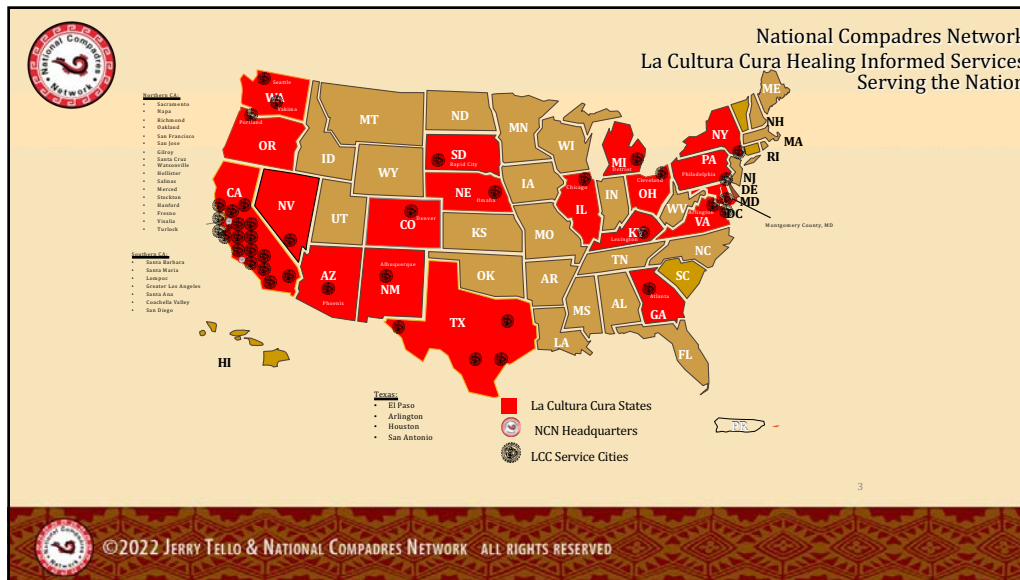 National Compadres Network
La Cultura Cura Healing Informed Services
Serving the Nation
National Compadres
Network
Northern CA:
• Sacramento
• Napa
• Richmond
• Oakland
• San Francisco
• San Jose
• Gilroy
• Santa Cruz
• Watsonville
• Hollister
• Salinas
• Merced
• Stockton
• Hanford
• Fresno
• Visalia
• Turlock
Southern CA:
• Santa Barbara
• Santa Maria
• Lompoc
• Greater Los Angeles
• Santa Ana
• Coachella Valley
• San Diego
Seattle
WA
Yakima
Portland
OR
CA
NV
ID
MT
WY
UT
AZ
Phoenix
CO
Denver
Albuquerque
NM
ND
SD
Rapid City
NE
Omaha
KS
OK
TX
MN
IA
MO
AR
LA
WI
Chicago
IL
MI
Detroit
IN
Cleveland
OH
KY
Lexington
TN
MS
AL
Atlanta
GA
FL
SC
NC
WV
Arlington
VA
PA
Philadelphia
NY
ME
NH
MA
RI
NJ
DE
MD
DC
Montgomery County, MD
HI
PR
Texas:
• El Paso
• Arlington
• Houston
• San Antonio
La Cultura Cura States
NCN Headquarters
LCC Service Cities
3
National Compadres
Network
©2022 Jerry Tello & National Compadres Network All Rights Reserved